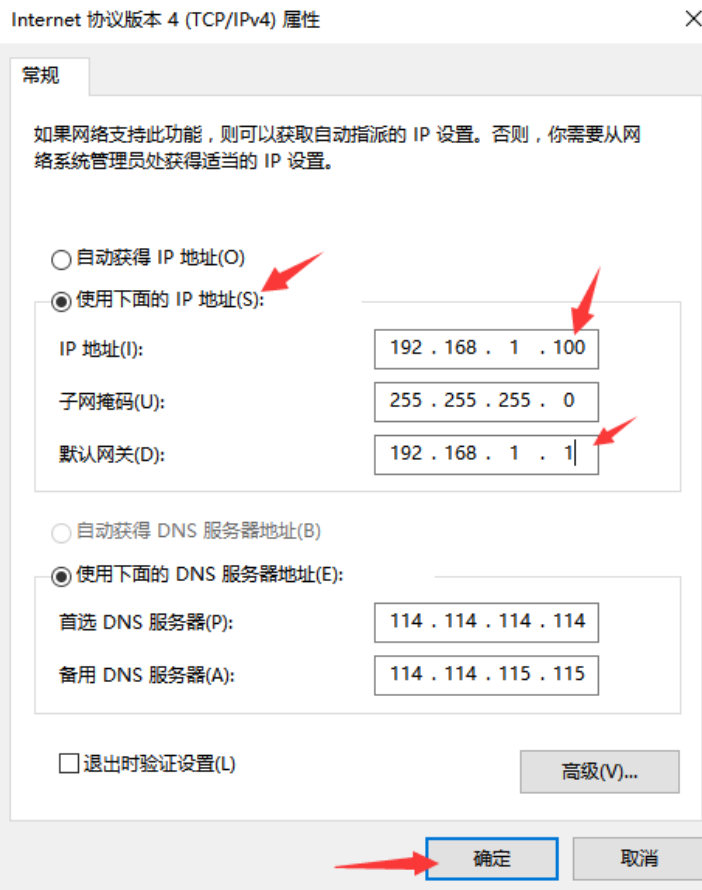 Internet 协议版本 4 (TCP/IPv4) 属性
常规
如果网络支持此功能，则可以获取自动指派的 IP 设置。否则，你需要从网
络系统管理员处获得适当的 IP 设置。
自动获得 IP 地址(O)
使用下面的 IP 地址(S):
IP 地址(I): 192 . 168 . 1 . 100
子网掩码(U): 255 . 255 . 255 . 0
默认网关(D): 192 . 168 . 1 . 1
自动获得 DNS 服务器地址(B)
使用下面的 DNS 服务器地址(E):
首选 DNS 服务器(P): 114 . 114 . 114 . 114
备用 DNS 服务器(A): 114 . 114 . 115 . 115
退出时验证设置(L)
高级(V)...
确定 取消